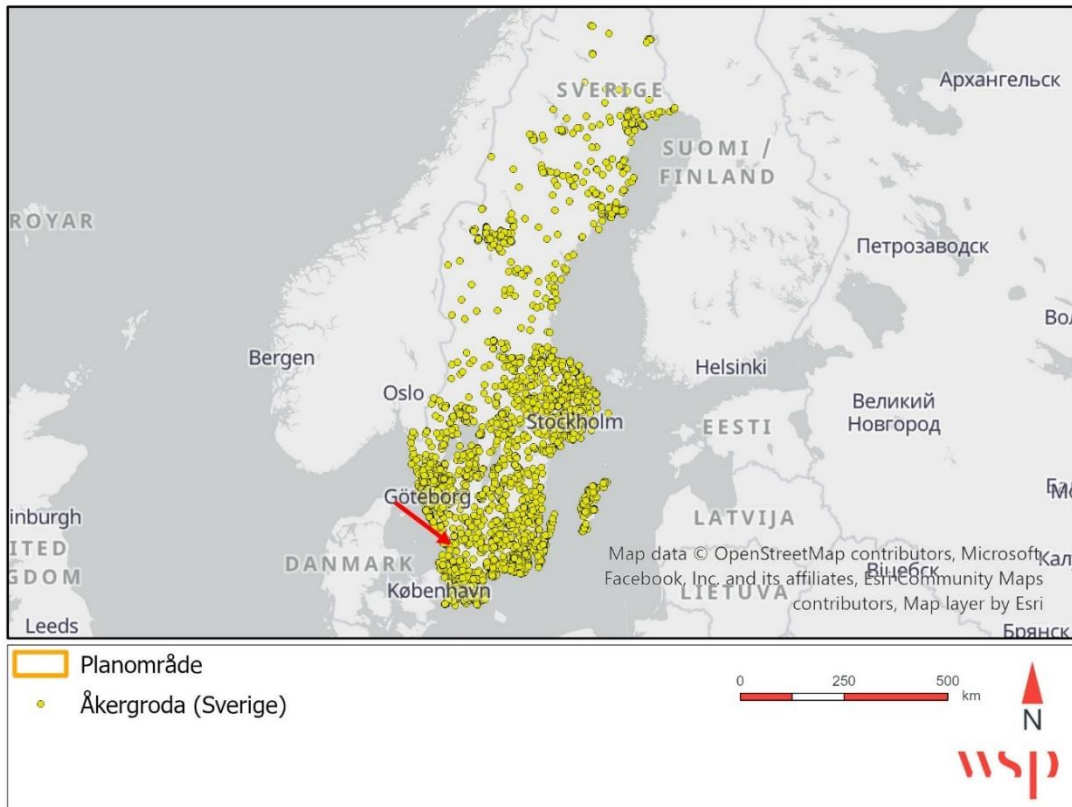 SVERIGE
Архангельск
SUOMI /
FINLAND
ROYAR
Петрозаводск
Во
Bergen
Oslo
Helsinki
Stockholm
Великий
Новгород
EESTI
Göteborg
inburgh
LATVIJA
ITED
GDOM
DANMARK
København
Map data © OpenStreetMap contributors, Microsoft,
Facebook, Inc. and its affiliates, Esri Community Maps
contributors, Map layer by Esri
Віцебск
Кал
LIETUVA
Leeds
Брянск
Planområde
Åkergroda (Sverige)
0 250 500
km
N
wsp